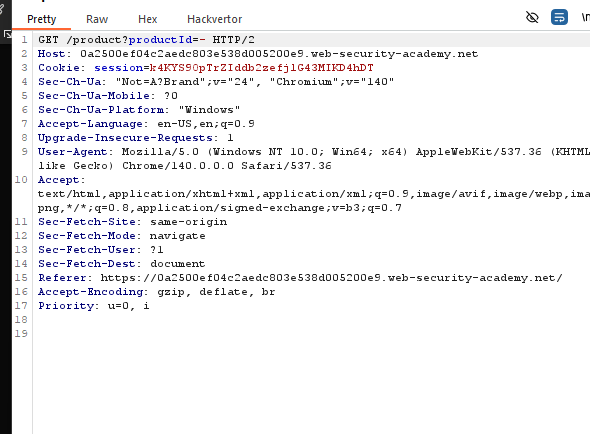 Pretty Raw Hex Hackvertor \n
1 GET /product?productId=- HTTP/2
2 Host: 0a2500ef04c2aedc803e538d005200e9.web-security-academy.net
3 Cookie: session=k4KYS90pTrZIddb2zefjlG43MIKD4hDT
4 Sec-Ch-Ua: "Not=A?Brand";v="24", "Chromium";v="140"
5 Sec-Ch-Ua-Mobile: ?0
6 Sec-Ch-Ua-Platform: "Windows"
7 Accept-Language: en-US,en;q=0.9
8 Upgrade-Insecure-Requests: 1
9 User-Agent: Mozilla/5.0 (Windows NT 10.0; Win64; x64) AppleWebKit/537.36 (KHTML
like Gecko) Chrome/140.0.0.0 Safari/537.36
10 Accept:
text/html,application/xhtml+xml,application/xml;q=0.9,image/avif,image/webp,ima
png,*/*;q=0.8,application/signed-exchange;v=b3;q=0.7
11 Sec-Fetch-Site: same-origin
12 Sec-Fetch-Mode: navigate
13 Sec-Fetch-User: ?1
14 Sec-Fetch-Dest: document
15 Referer: https://0a2500ef04c2aedc803e538d005200e9.web-security-academy.net/
16 Accept-Encoding: gzip, deflate, br
17 Priority: u=0, i
18
19